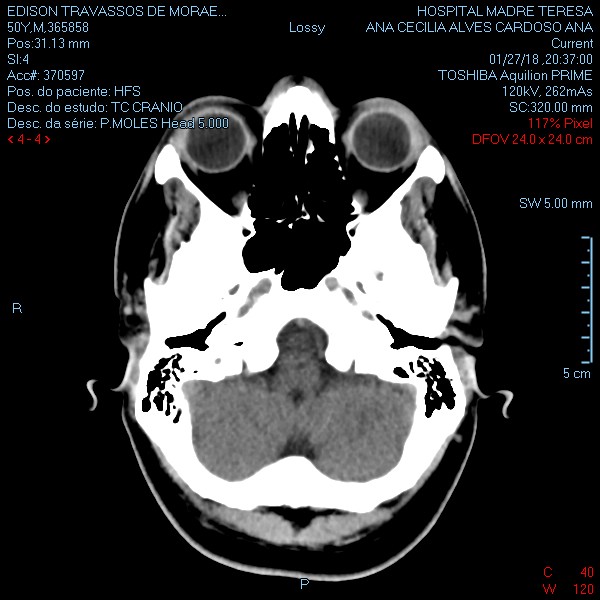 EDISON TRAVASSOS DE MORAE...
50Y,M,365858
Pos:31.13 mm
SI:4
Acc#: 370597
Pos. do paciente: HFS
Desc. do estudo: TC CRANIO
Desc. da série: P.MOLES Head 5.000
< 4 - 4 >
Lossy
HOSPITAL MADRE TERESA
ANA CECILIA ALVES CARDOSO ANA
Current
01/27/18 ,20:37:00
TOSHIBA Aquilion PRIME
120kV, 262mAs
SC:320.00 mm
117% Pixel
DFOV 24.0 x 24.0 cm
SW 5.00 mm
R
5 cm
P
C 40
W 120